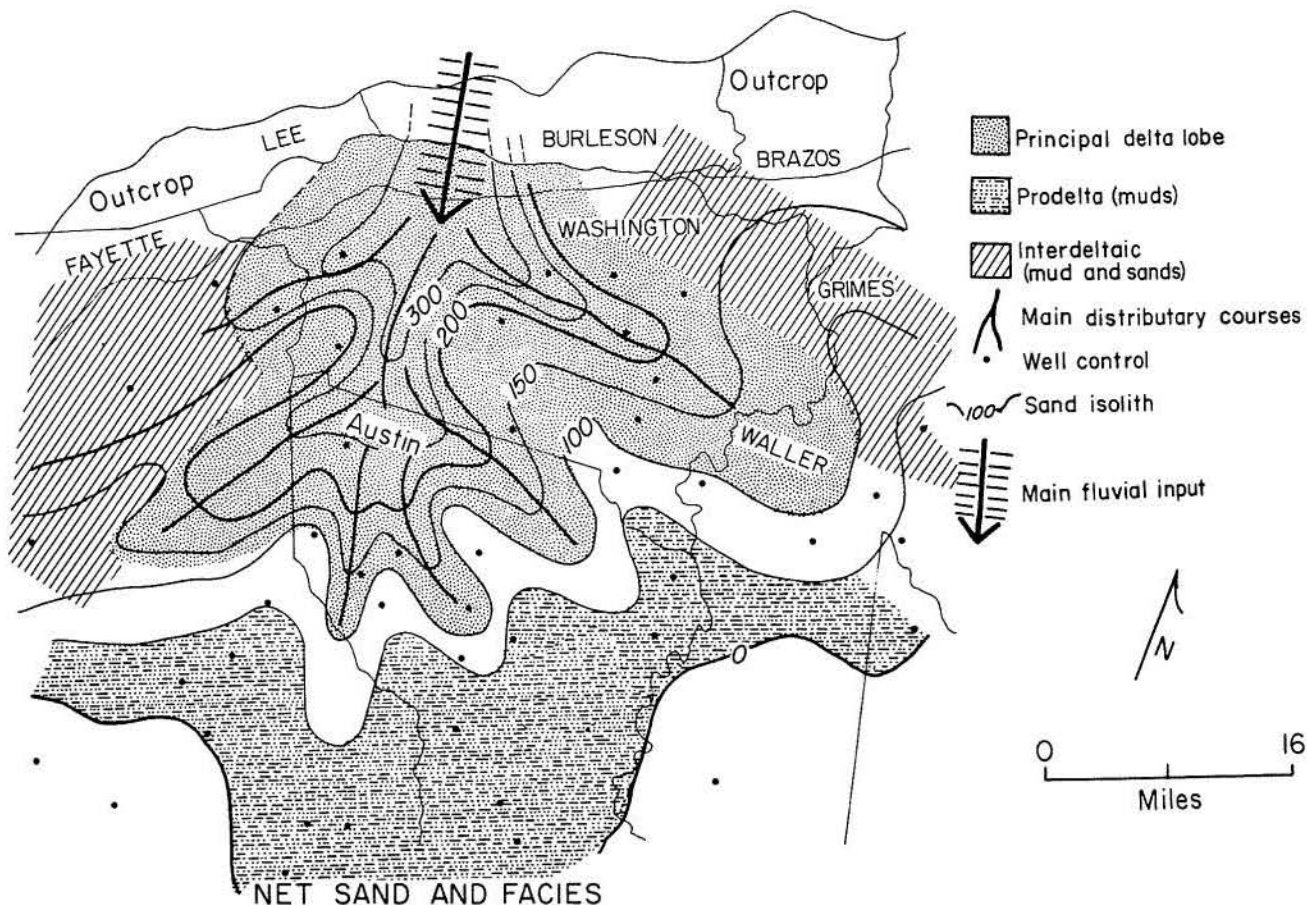 Outcrop
LEE
BURLESON
BRAZOS
Outcrop
FAYETTE
WASHINGTON
GRIMES
300
200
150
100
Austin
WALLER
0
NET SAND AND FACIES
Principal delta lobe
Prodelta (muds)
Interdeltaic
(mud and sands)
Main distributary courses
Well control
100 Sand isolith
Main fluvial input
N
0 16
Miles